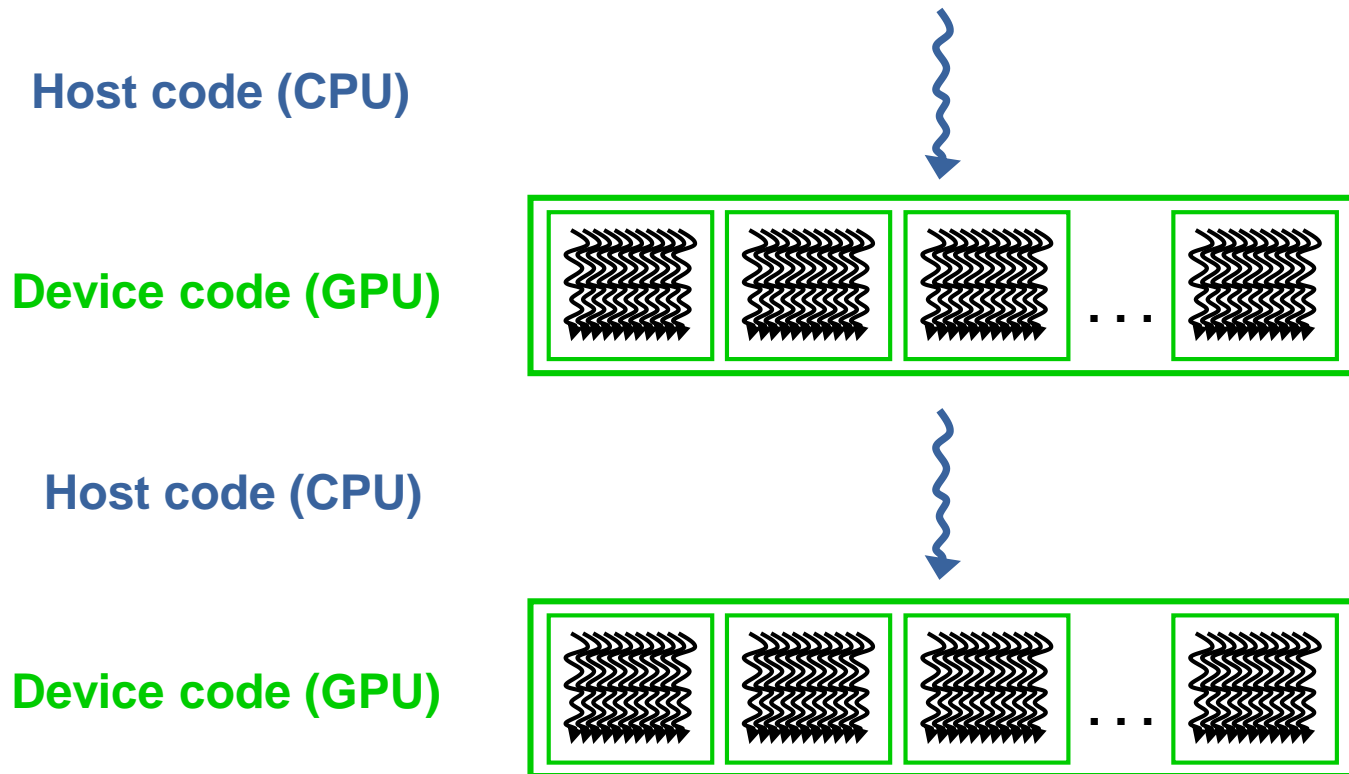 Host code (CPU)
Device code (GPU)
. . .
Host code (CPU)
Device code (GPU)
. . .